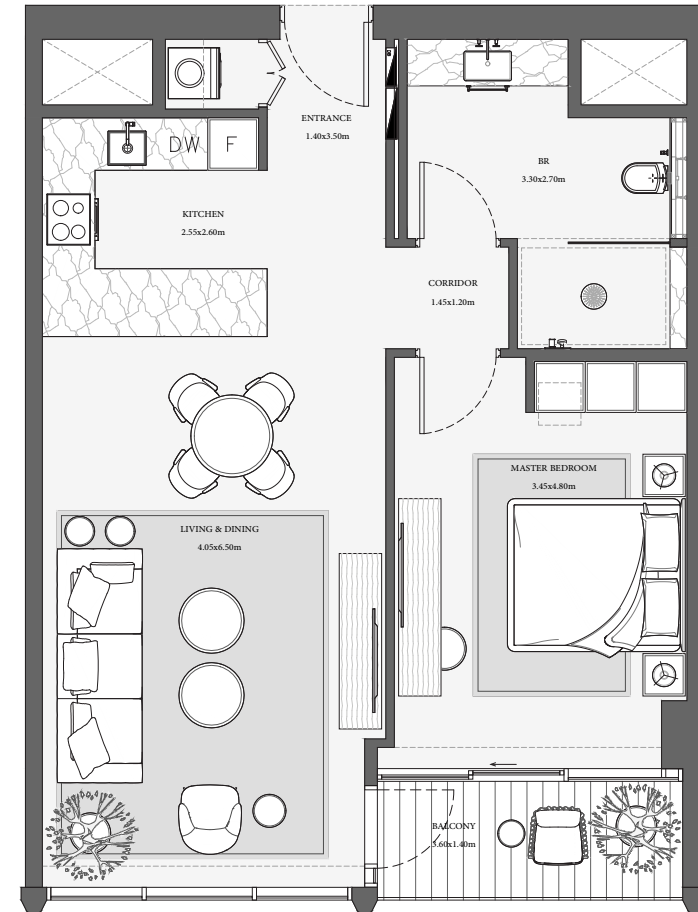 ENTRANCE
1.40x3.50m
DW
F
BR
3.30x2.70m
KITCHEN
2.55x2.60m
CORRIDOR
1.45x1.20m
MASTER BEDROOM
3.45x4.80m
LIVING & DINING
4.05x6.50m
BALCONY
3.60x1.40m